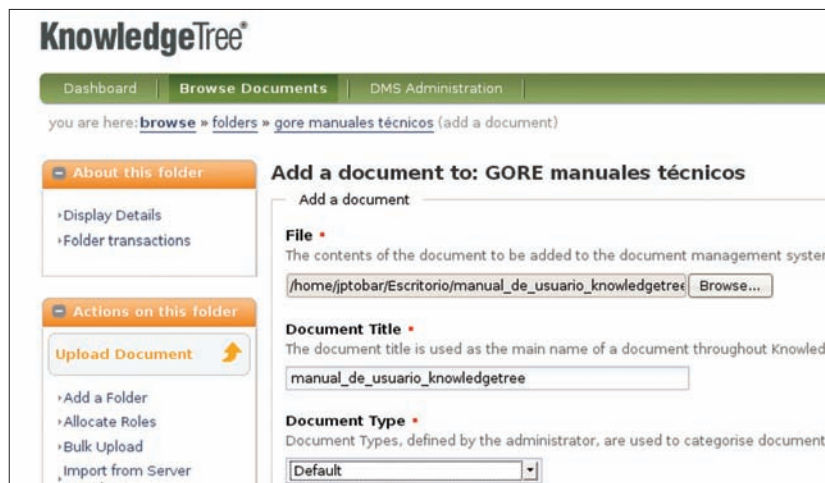 KnowledgeTree®
Dashboard Browse Documents DMS Administration
you are here: browse » folders » gore manuales técnicos (add a document)
About this folder
Display Details
Folder transactions
Actions on this folder
Upload Document
Add a Folder
Allocate Roles
Bulk Upload
Import from Server
Add a document to: GORE manuales técnicos
Add a document
File
The contents of the document to be added to the document management system
/home/jptobar/Escritorio/manual_de_usuario_knowledgetree Browse...
Document Title
The document title is used as the main name of a document throughout Knowled
manual_de_usuario_knowledgetree
Document Type
Document Types, defined by the administrator, are used to categorise document
Default